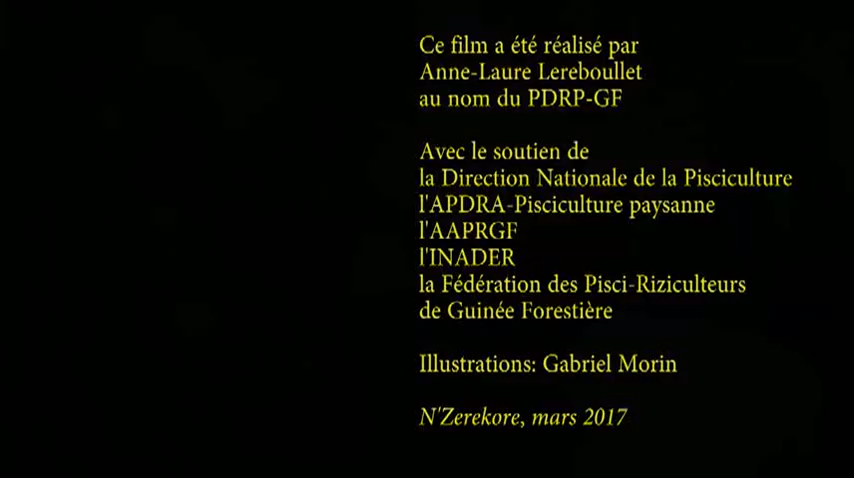 Ce film a été réalisé par
Anne-Laure Lereboullet
au nom du PDRP-GF
Avec le soutien de
la Direction Nationale de la Pisciculture
l'APDRA-Pisciculture paysanne
l'AAPRGF
l'INADER
la Fédération des Pisci-Riziculteurs
de Guinée Forestière
Illustrations: Gabriel Morin
N'Zerekore, mars 2017